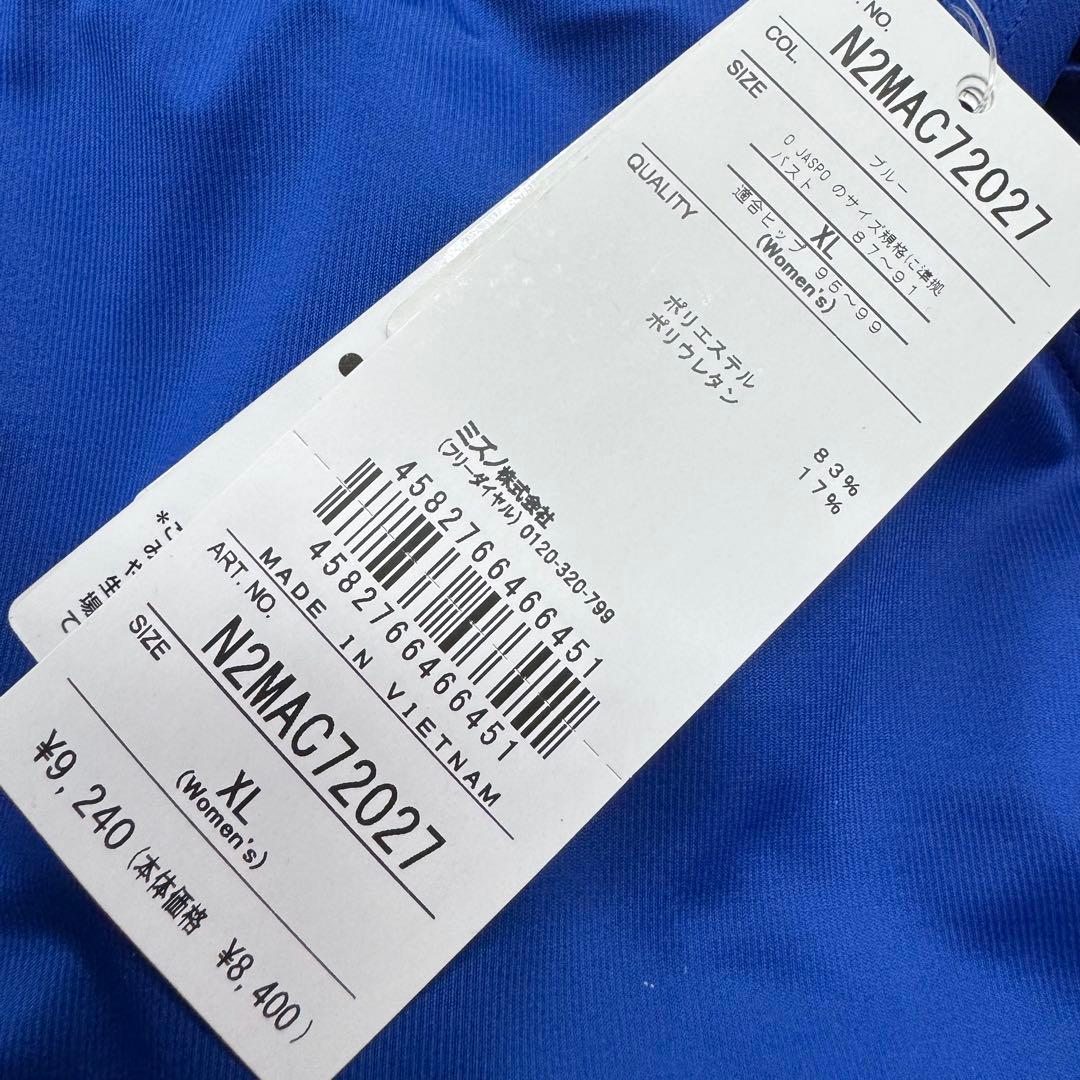 . NO.
N2MAC72027
COL.
ブルー
SIZE
O JASPO のサイズ規格に準拠
バスト 87〜91
XL
適合ヒップ 95〜99
(Women's)
QUALITY
ポリエステル 83%
ポリウレタン 17%
ミズノ株式会社
(フリーダイヤル) 0120-320-799
4582766466451
4582766466451
MADE IN VIETNAM
ART. NO.
N2MAC72027
SIZE
XL
(Women's)
¥9,240 (本体価格 ¥8,400)